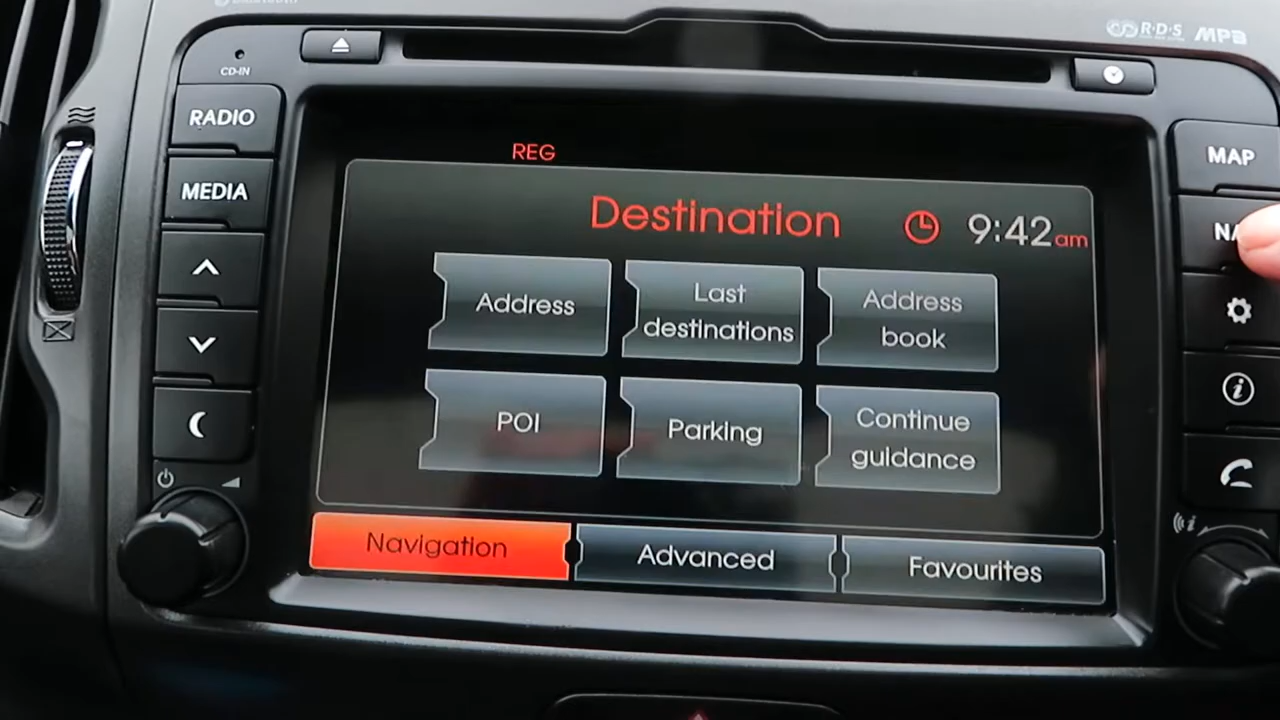 R·D·S MP3
CD-IN
RADIO
MEDIA
MAP
NA
REG
Destination
9:42am
Address
Last
destinations
Address
book
POI
Parking
Continue
guidance
Navigation
Advanced
Favourites